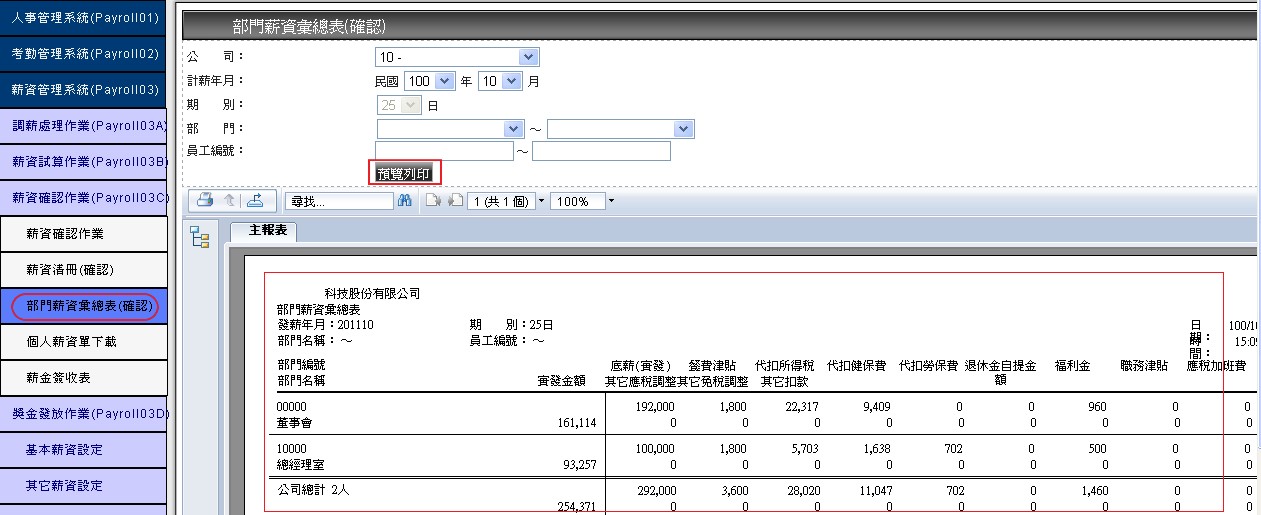 人事管理系統(Payroll01)
考勤管理系統(Payroll02)
薪資管理系統(Payroll03)
調薪處理作業(Payroll03A)
薪資試算作業(Payroll03B)
薪資確認作業(Payroll03C)
薪資確認作業
薪資清冊(確認)
部門薪資彙總表(確認)
個人薪資單下載
薪金簽收表
獎金發放作業(Payroll03D)
基本薪資設定
其它薪資設定
部門薪資彙總表(確認)
公 司： 10 -
計薪年月： 民國 100 年 10 月
期 別： 25 日
部 門： ～
員工編號： ～
預覽列印
尋找... 1 (共 1 個) 100%
主報表
科技股份有限公司
部門薪資彙總表
發薪年月：201110 期 別：25日 日期： 100/10
部門名稱：～ 員工編號：～ 時間： 15:09
部門編號 底薪(實發) 餐費津貼 代扣所得稅 代扣健保費 代扣勞保費 退休金自提金額 福利金 職務津貼 應稅加班費
部門名稱 實發金額 其它應稅調整 其它免稅調整 其它扣款
00000 192,000 1,800 22,317 9,409 0 0 960 0 0
董事會 161,114 0 0 0 0 0 0 0 0 0
10000 100,000 1,800 5,703 1,638 702 0 500 0 0
總經理室 93,257 0 0 0 0 0 0 0 0 0
公司總計 2人 292,000 3,600 28,020 11,047 702 0 1,460 0 0
254,371 0 0 0 0 0 0 0 0 0